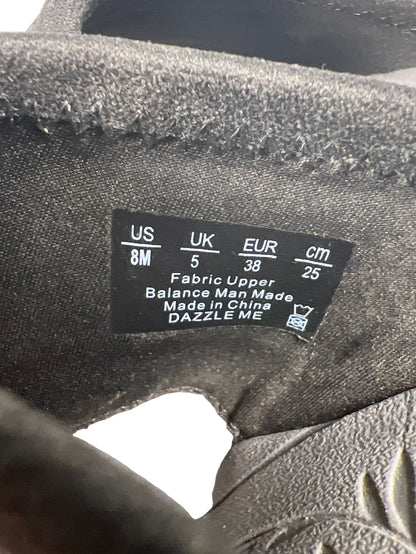 US UK EUR cm
8M 5 38 25
Fabric Upper
Balance Man Made
Made in China
DAZZLE ME